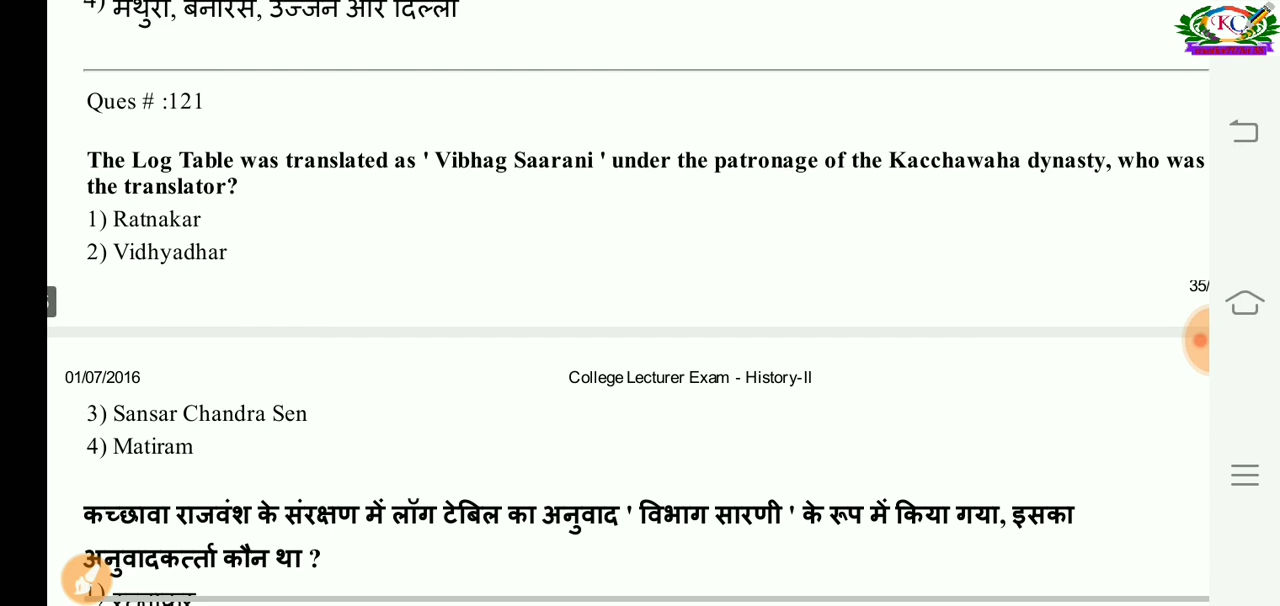 4) मथुरा, बनारस, उज्जैन और दिल्ली
KC
Ques # :121
The Log Table was translated as ' Vibhag Saarani ' under the patronage of the Kacchawaha dynasty, who was
the translator?
1) Ratnakar
2) Vidhyadhar
35/
01/07/2016 College Lecturer Exam - History-II
3) Sansar Chandra Sen
4) Matiram
कच्छावा राजवंश के संरक्षण में लॉग टेबिल का अनुवाद ' विभाग सारणी ' के रूप में किया गया, इसका
अनुवादकर्त्ता कौन था ?